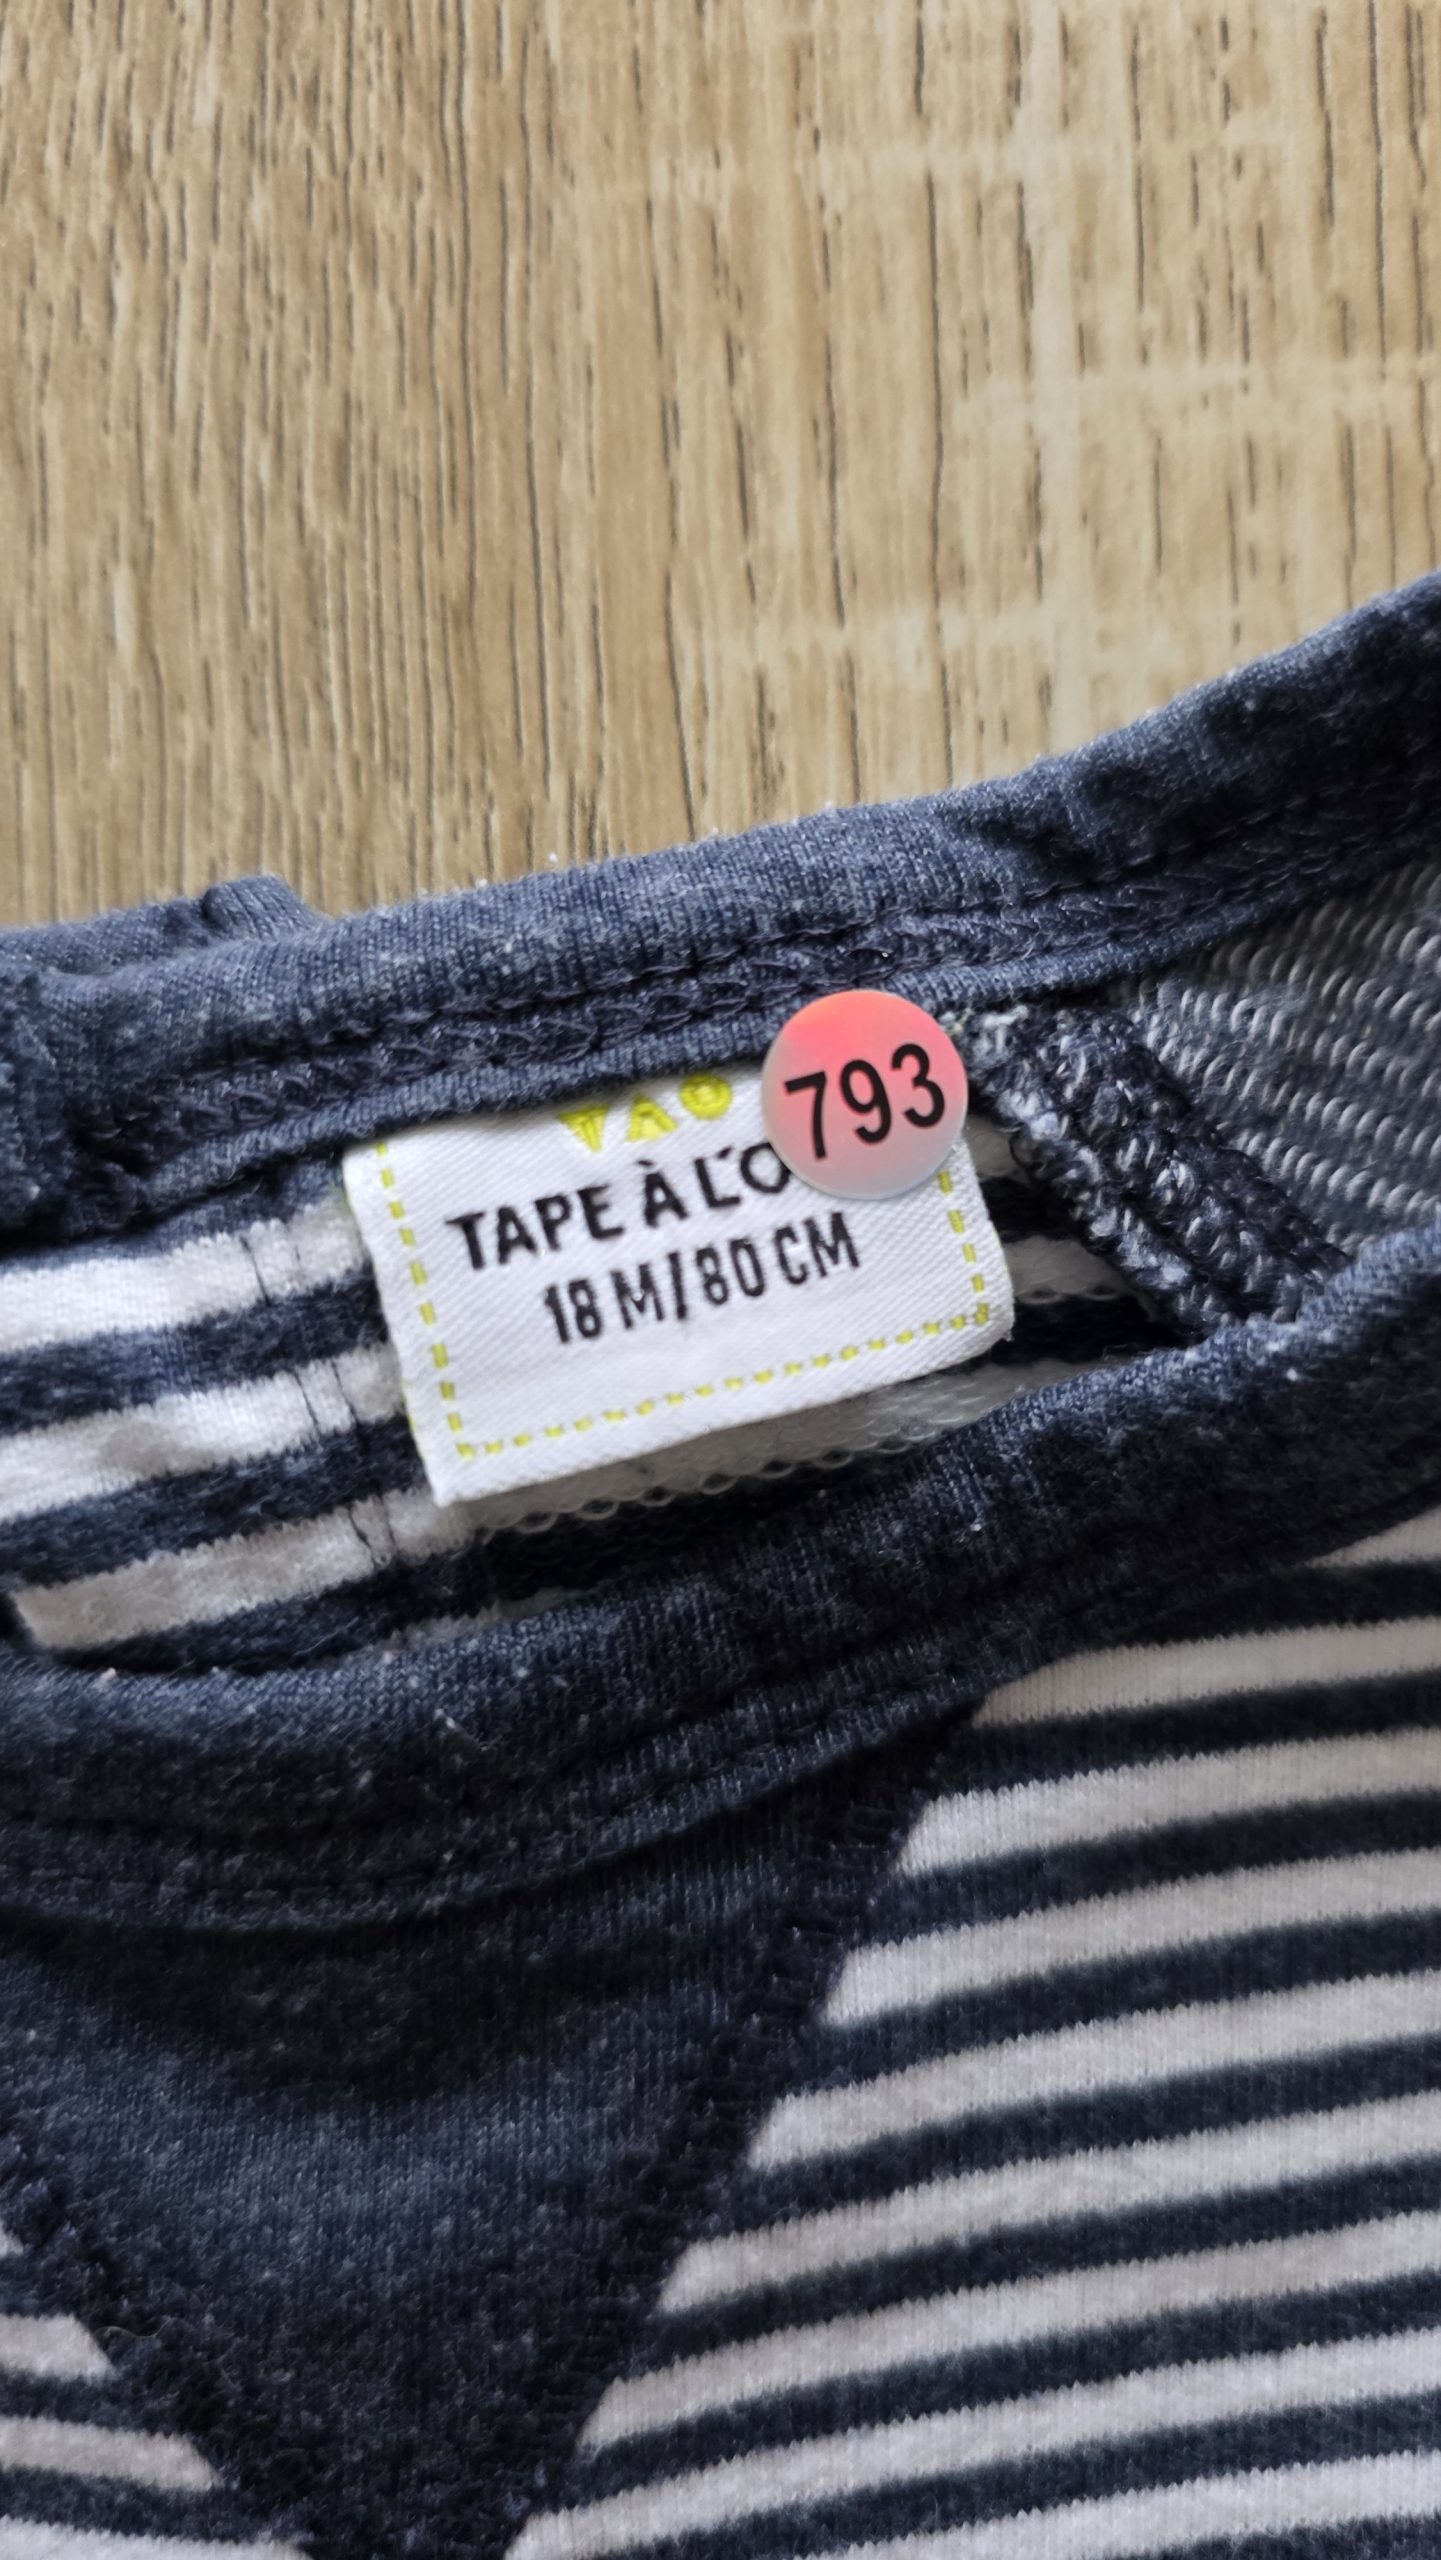 793
TAPE À L'O
18 M/80 CM